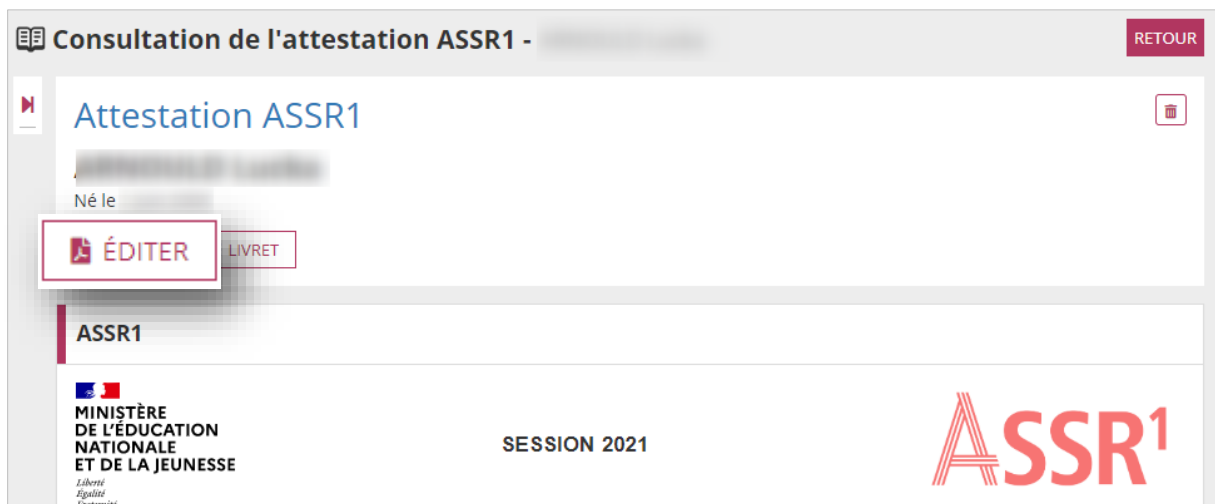 Consultation de l'attestation ASSR1 -
RETOUR
Attestation ASSR1
Né le
ÉDITER
LIVRET
ASSR1
MINISTÈRE
DE L'ÉDUCATION
NATIONALE
ET DE LA JEUNESSE
Liberté
Égalité
Fraternité
SESSION 2021
ASSR1